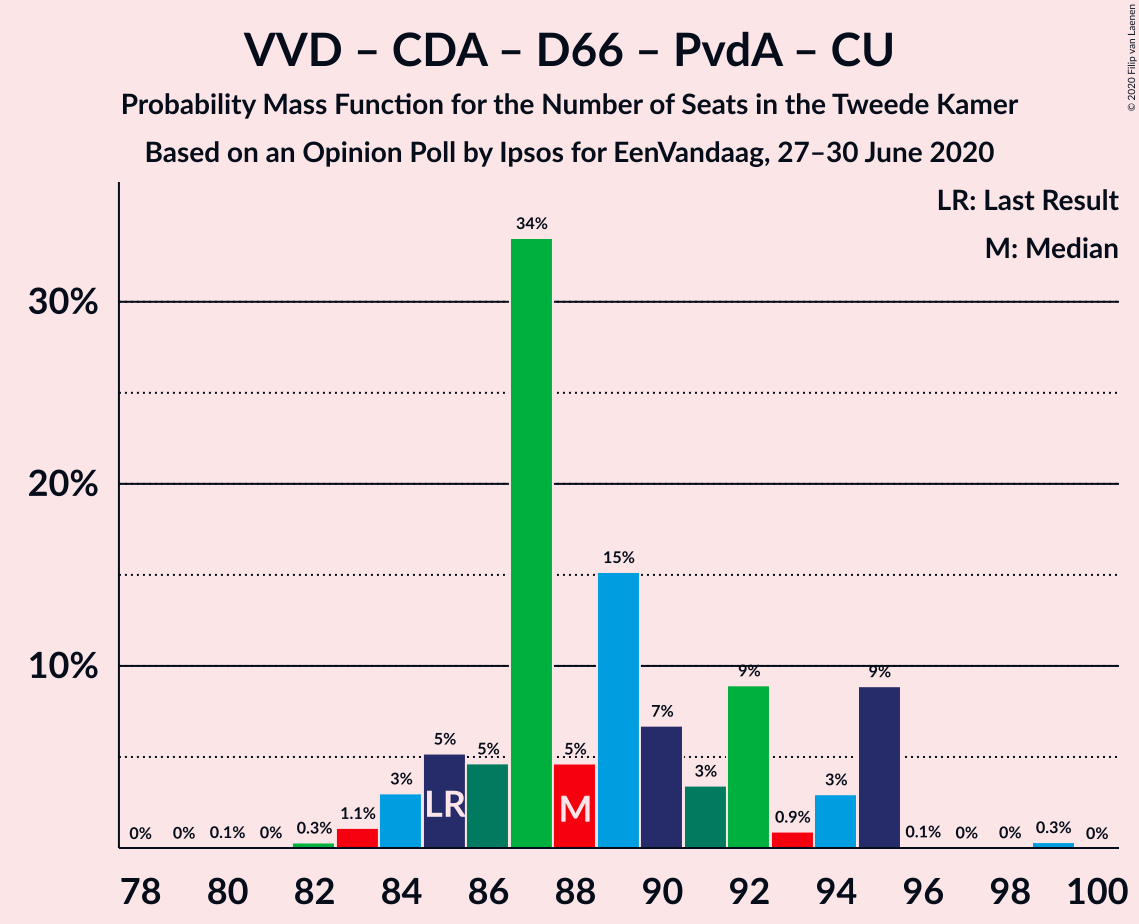 VVD – CDA – D66 – PvdA – CU
Probability Mass Function for the Number of Seats in the Tweede Kamer
Based on an Opinion Poll by Ipsos for EenVandaag, 27–30 June 2020
© 2020 Filip van Laenen
LR: Last Result
M: Median
30%
20%
10%
0% 0% 0.1% 0% 0.3% 1.1% 3% 5% 5% 34% 5% 15% 7% 3% 9% 0.9% 3% 9% 0.1% 0% 0% 0.3% 0%
LR M
78 80 82 84 86 88 90 92 94 96 98 100